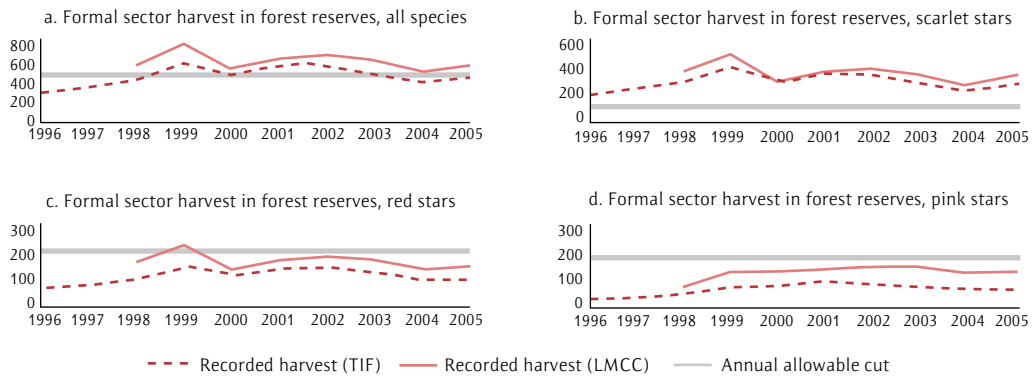 a. Formal sector harvest in forest reserves, all species
800
600
400
200
0
1996 1997 1998 1999 2000 2001 2002 2003 2004 2005
b. Formal sector harvest in forest reserves, scarlet stars
600
400
200
0
1996 1997 1998 1999 2000 2001 2002 2003 2004 2005
c. Formal sector harvest in forest reserves, red stars
300
200
100
0
1996 1997 1998 1999 2000 2001 2002 2003 2004 2005
d. Formal sector harvest in forest reserves, pink stars
300
200
100
0
1996 1997 1998 1999 2000 2001 2002 2003 2004 2005
Recorded harvest (TIF) Recorded harvest (LMCC) Annual allowable cut